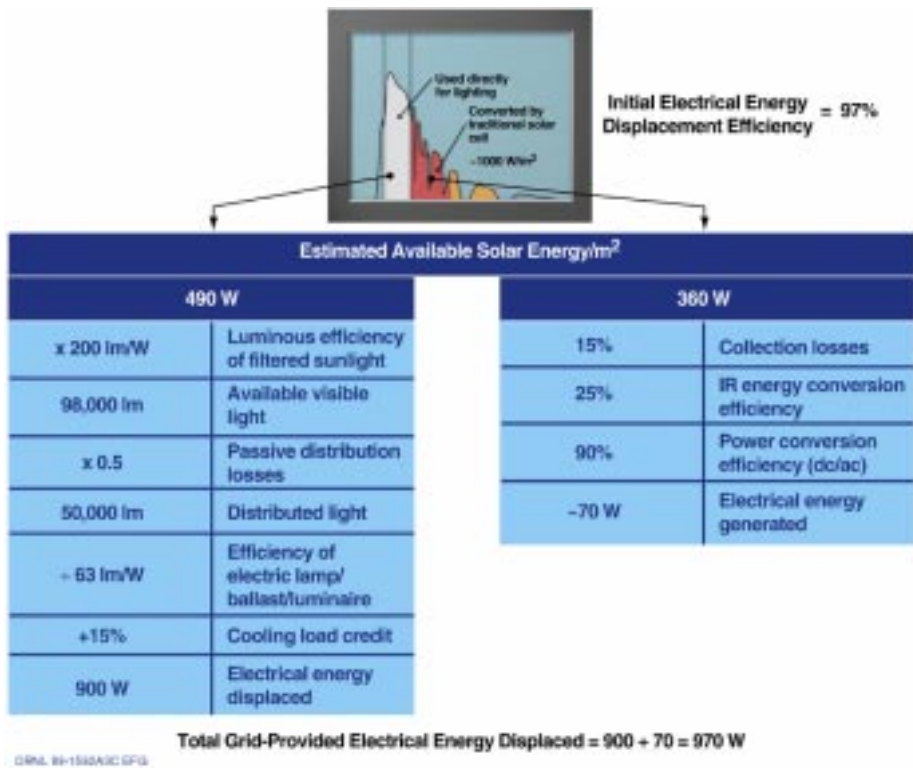 Used directly
for lighting
Converted by
traditional solar
cell
~1000 W/m²
Initial Electrical Energy
Displacement Efficiency = 97%
Estimated Available Solar Energy/m²
490 W
x 200 lm/W Luminous efficiency
of filtered sunlight
98,000 lm Available visible
light
x 0.5 Passive distribution
losses
50,000 lm Distributed light
÷ 63 lm/W Efficiency of
electric lamp/
ballast/luminaire
+15% Cooling load credit
900 W Electrical energy
displaced
360 W
15% Collection losses
25% IR energy conversion
efficiency
90% Power conversion
efficiency (dc/ac)
~70 W Electrical energy
generated
Total Grid-Provided Electrical Energy Displaced = 900 + 70 = 970 W
ORNL EFG